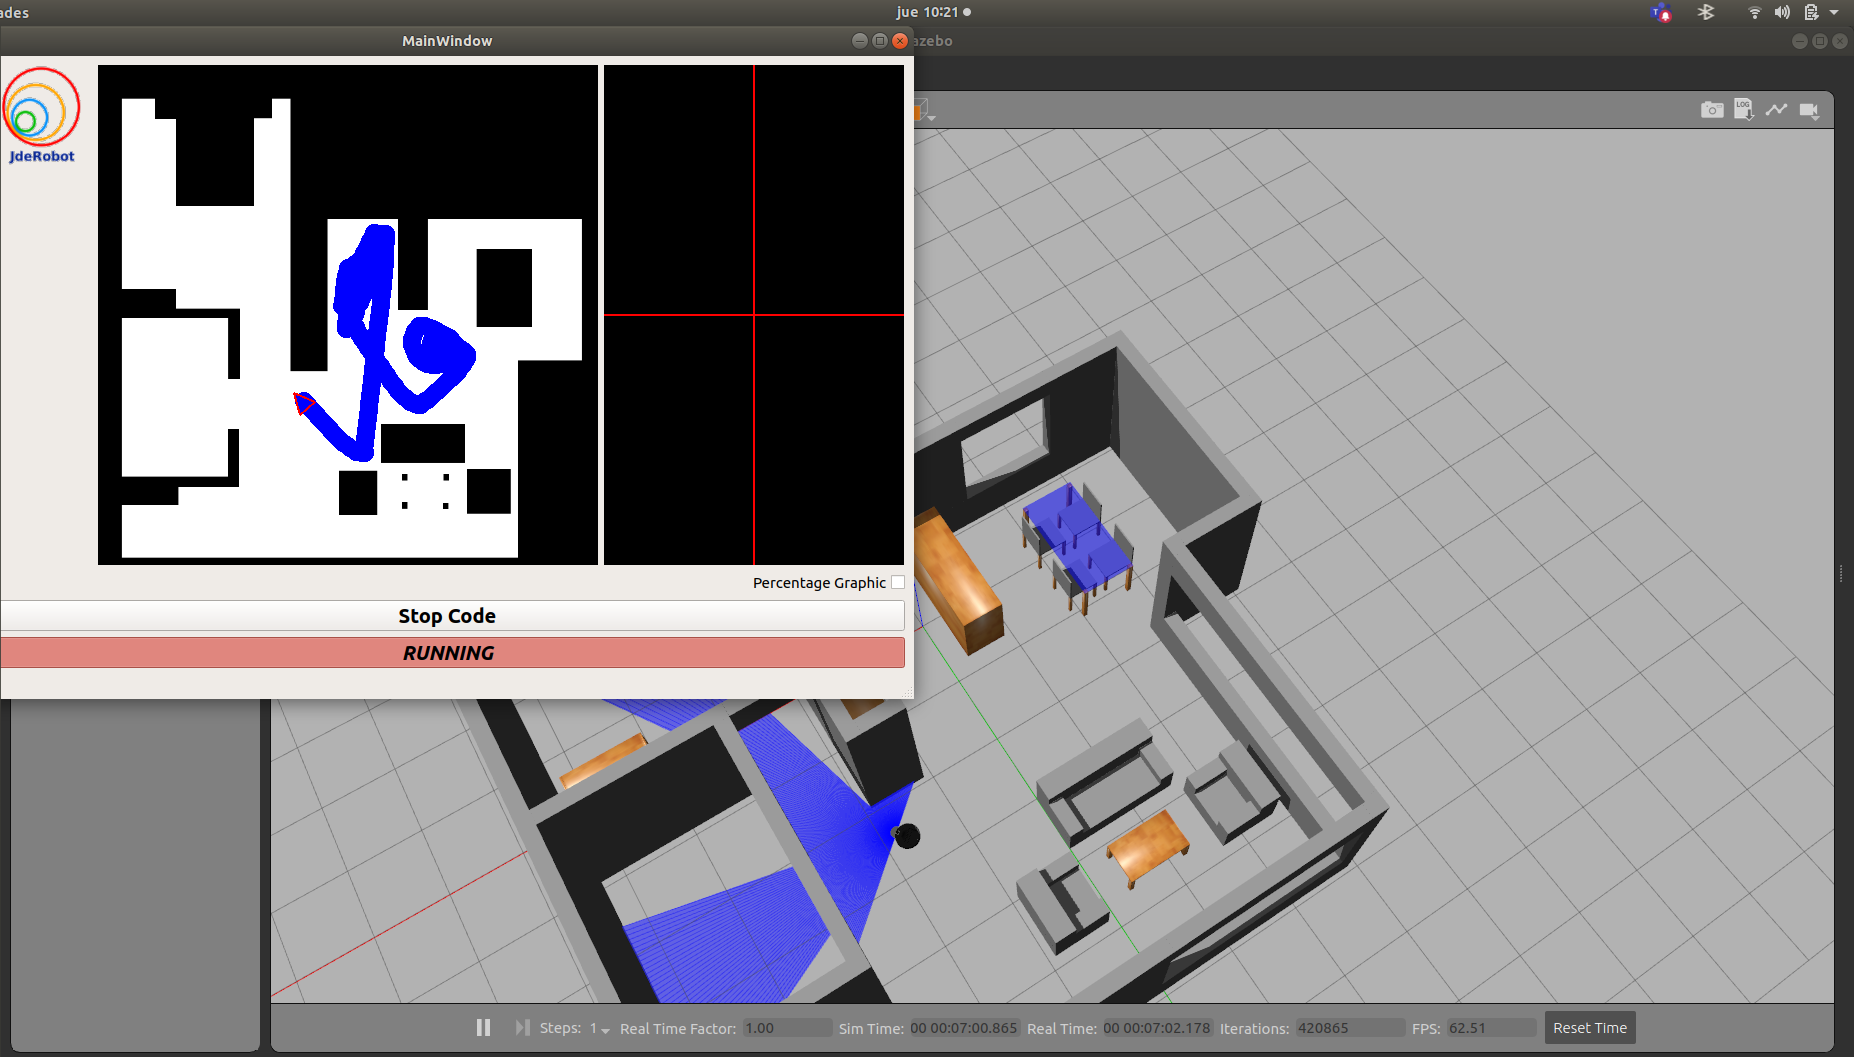 ades
jue 10:21
MainWindow
azebo
JdeRobot
LOG
Percentage Graphic
Stop Code
RUNNING
Steps: 1 Real Time Factor: 1.00 Sim Time: 00 00:07:00.865 Real Time: 00 00:07:02.178 Iterations: 420865 FPS: 62.51 Reset Time